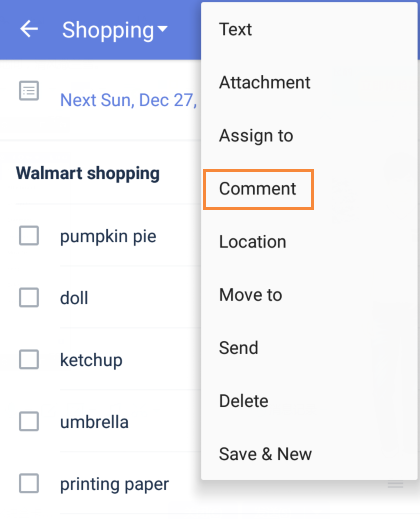 Shopping
Next Sun, Dec 27,
Walmart shopping
pumpkin pie
doll
ketchup
umbrella
printing paper
Text
Attachment
Assign to
Comment
Location
Move to
Send
Delete
Save & New